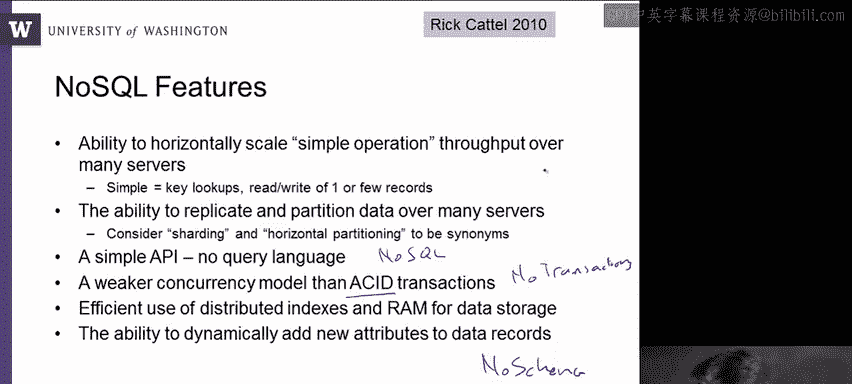 W UNIVERSITY of WASHINGTON
Rick Cattel 2010
中英字幕课程资源@bilibili.com
NoSQL Features
• Ability to horizontally scale “simple operation” throughput over
many servers
– Simple = key lookups, read/write of 1 or few records
• The ability to replicate and partition data over many servers
– Consider “sharding” and “horizontal partitioning” to be synonyms
• A simple API – no query language NoSQL
• A weaker concurrency model than ACID transactions No Transactions
• Efficient use of distributed indexes and RAM for data storage
• The ability to dynamically add new attributes to data records
NoSchema